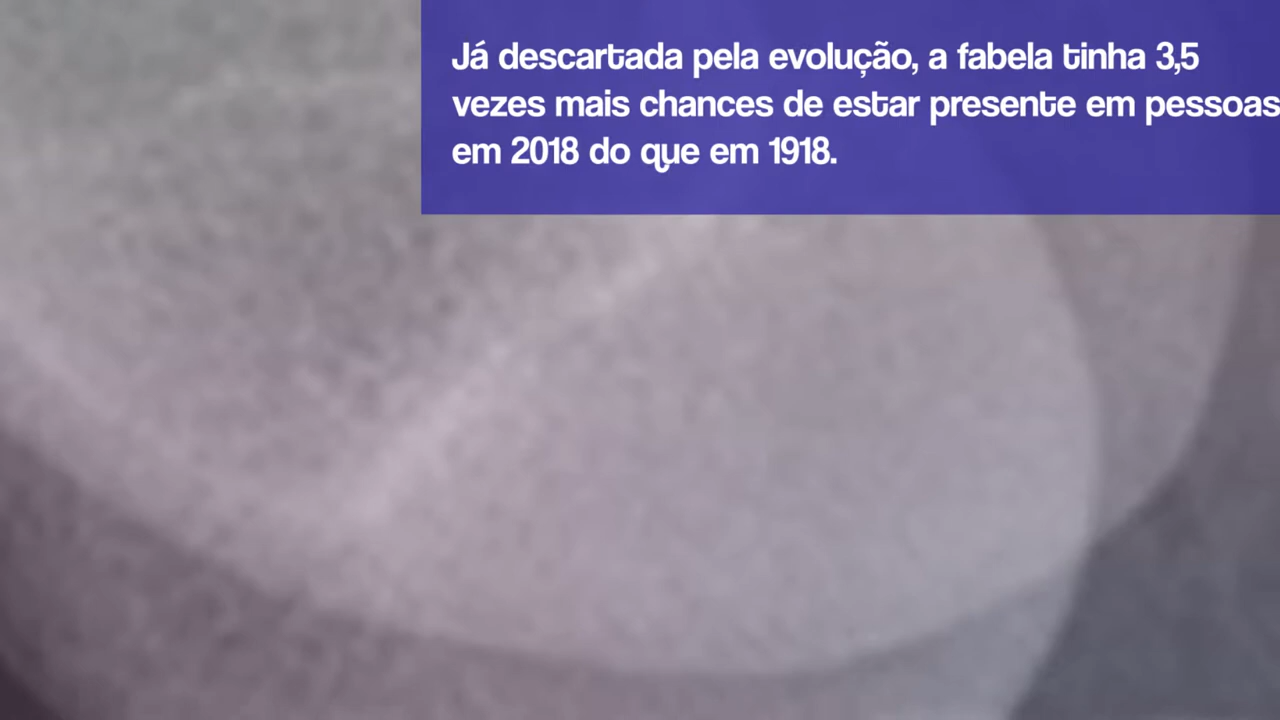 Já descartada pela evolução, a fabela tinha 3,5
vezes mais chances de estar presente em pessoas
em 2018 do que em 1918.